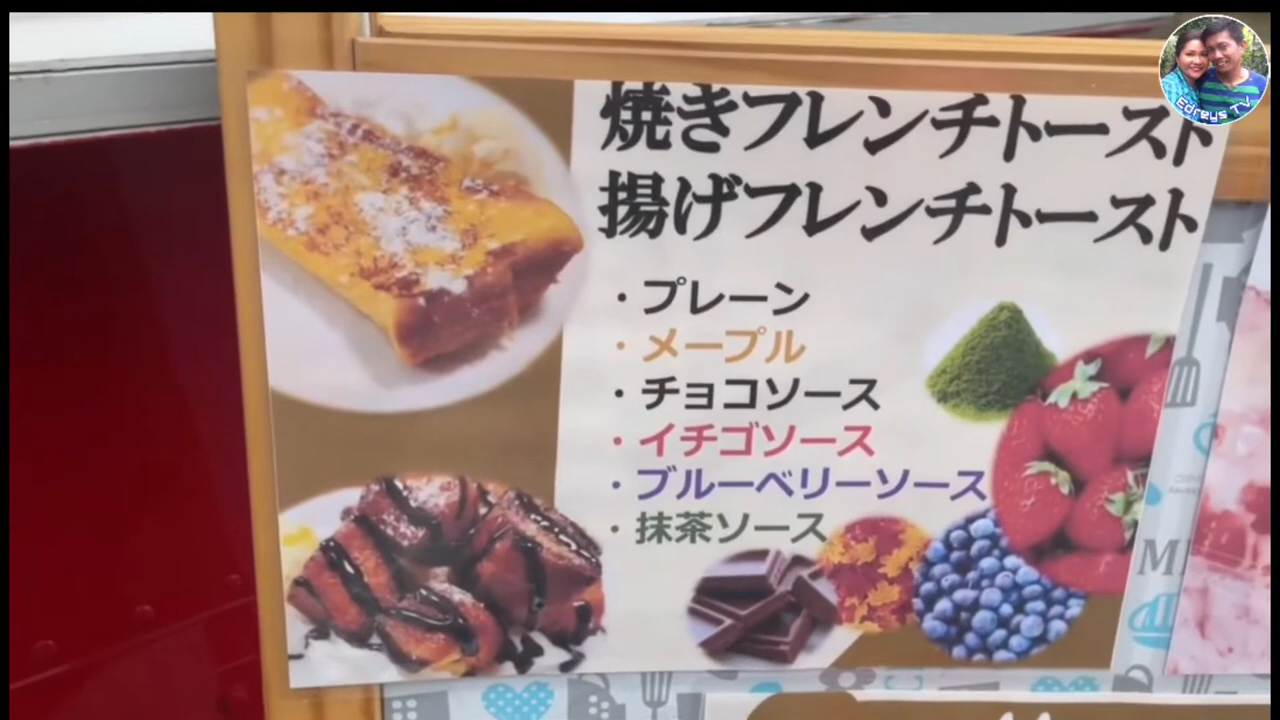 Edreys TV
焼きフレンチトースト
揚げフレンチトースト
・プレーン
・メープル
・チョコソース
・イチゴソース
・ブルーベリーソース
・抹茶ソース